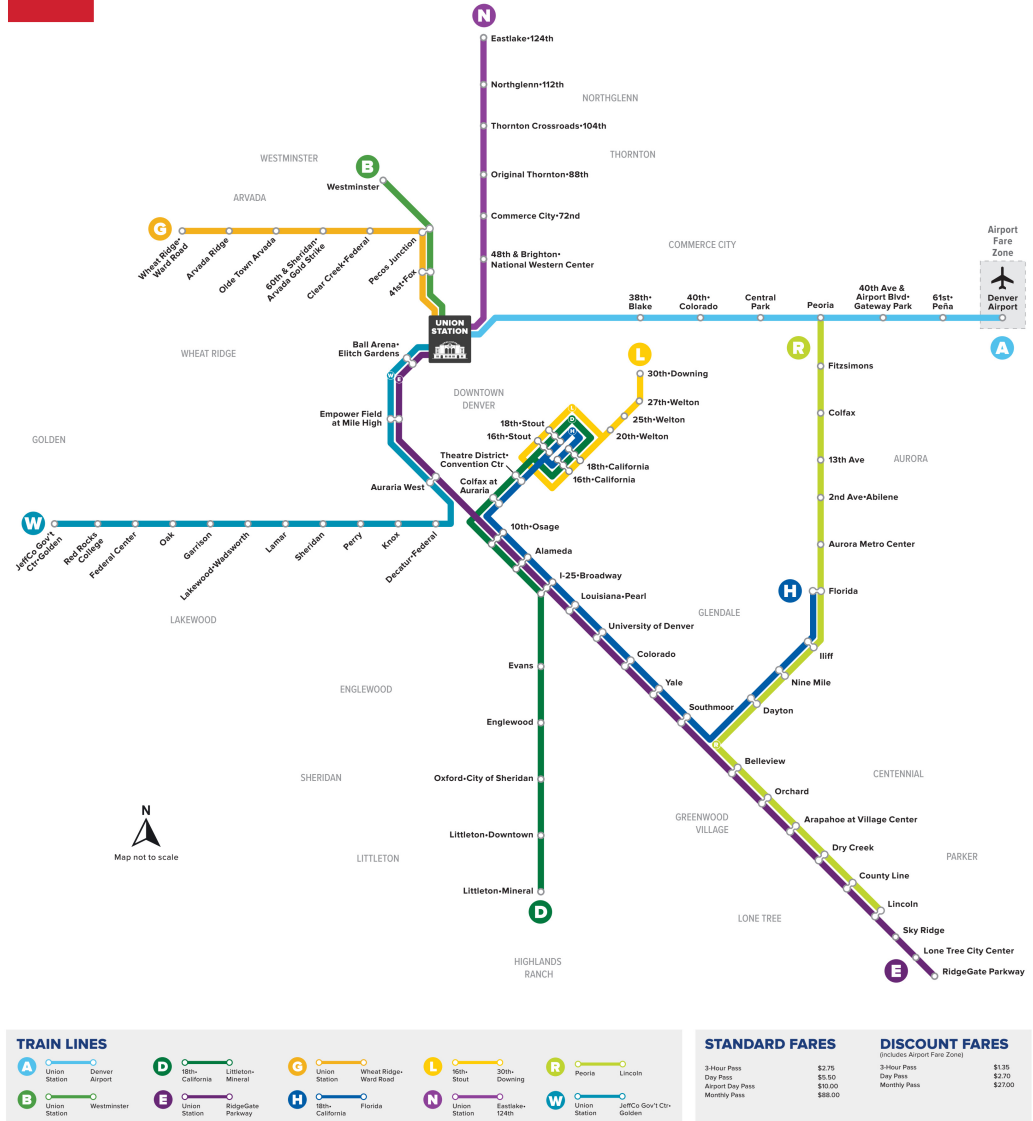 N
Eastlake•124th
Northglenn•112th
NORTHGLENN
Thornton Crossroads•104th
THORNTON
WESTMINSTER
B
Westminster
Original Thornton•88th
ARVADA
Commerce City•72nd
G
Wheat Ridge•
Ward Road
Arvada Ridge
Olde Town Arvada
60th & Sheridan•
Arvada Gold Strike
Clear Creek•Federal
Pecos Junction
41st•Fox
COMMERCE CITY
48th & Brighton•
National Western Center
Airport
Fare
Zone
38th•
Blake
40th•
Colorado
Central
Park
Peoria
40th Ave &
Airport Blvd•
Gateway Park
61st•
Peña
Denver
Airport
A
UNION
STATION
Ball Arena•
Elitch Gardens
WHEAT RIDGE
W
E
L
R
30th•Downing
Fitzsimons
DOWNTOWN
DENVER
27th•Welton
25th•Welton
20th•Welton
L
D
H
18th•Stout
16th•Stout
Empower Field
at Mile High
Colfax
GOLDEN
Theatre District•
Convention Ctr
18th•California
16th•California
13th Ave
AURORA
Colfax at
Auraria
Auraria West
2nd Ave•Abilene
W
JeffCo Gov't
Ctr•Golden
Red Rocks
College
Federal Center
Oak
Garrison
Lakewood•Wadsworth
Lamar
Sheridan
Perry
Knox
Decatur•Federal
10th•Osage
Alameda
Aurora Metro Center
I-25•Broadway
H
Florida
Louisiana•Pearl
GLENDALE
LAKEWOOD
University of Denver
Colorado
Iliff
Evans
Yale
Nine Mile
ENGLEWOOD
Southmoor
Dayton
Englewood
Belleview
SHERIDAN
Oxford•City of Sheridan
CENTENNIAL
Orchard
N
Map not to scale
GREENWOOD
VILLAGE
Arapahoe at Village Center
Littleton•Downtown
Dry Creek
LITTLETON
PARKER
County Line
Littleton•Mineral
Lincoln
D
LONE TREE
Sky Ridge
Lone Tree City Center
HIGHLANDS
RANCH
E
RidgeGate Parkway
TRAIN LINES
A
Union
Station
Denver
Airport
D
18th•
California
Littleton•
Mineral
G
Union
Station
Wheat Ridge•
Ward Road
L
16th•
Stout
30th•
Downing
R
Peoria
Lincoln
B
Union
Station
Westminster
E
Union
Station
RidgeGate
Parkway
H
18th•
California
Florida
N
Union
Station
Eastlake•
124th
W
Union
Station
JeffCo Gov't Ctr•
Golden
STANDARD FARES
3-Hour Pass $2.75
Day Pass $5.50
Airport Day Pass $10.00
Monthly Pass $88.00
DISCOUNT FARES
(includes Airport Fare Zone)
3-Hour Pass $1.35
Day Pass $2.70
Monthly Pass $27.00